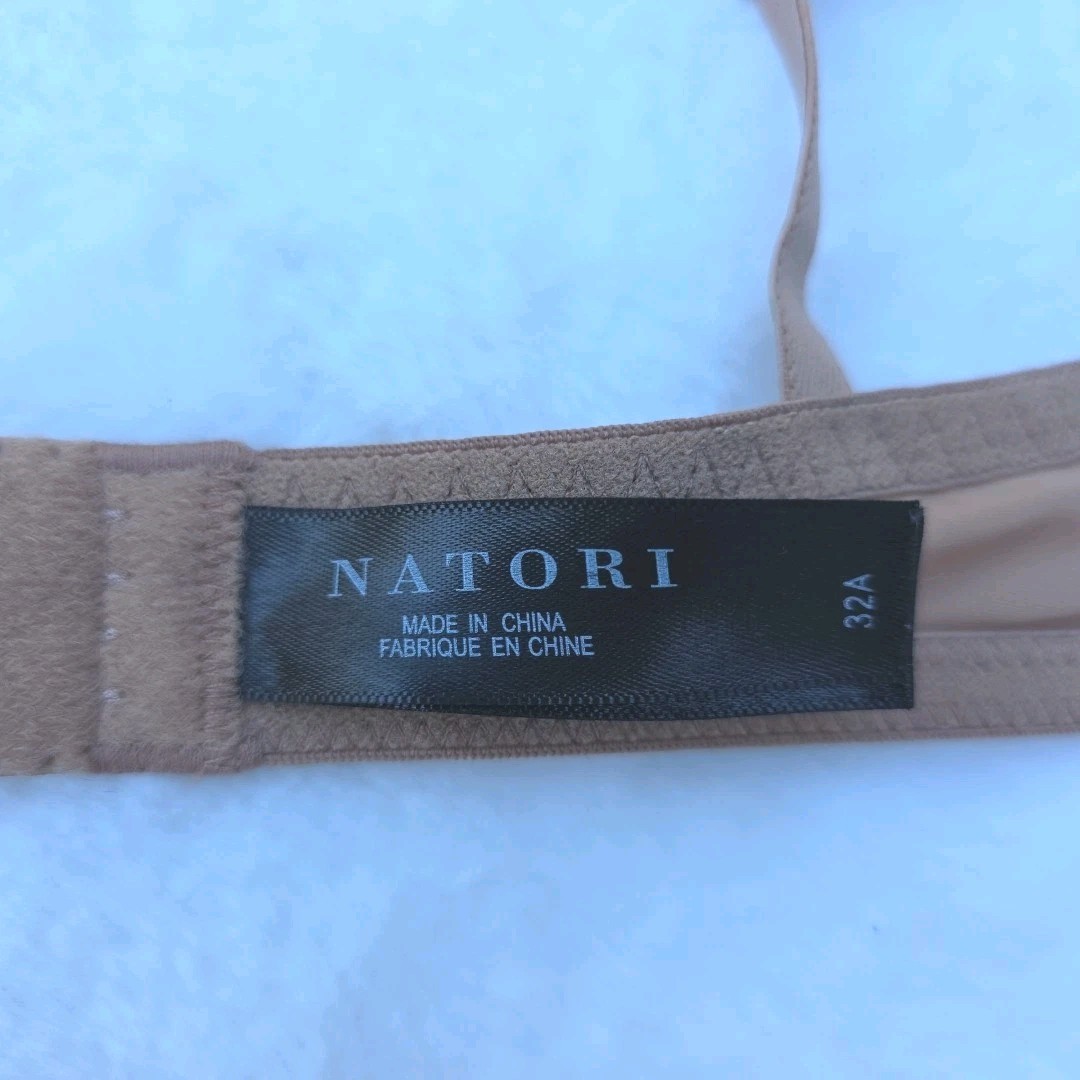 NATORI
MADE IN CHINA
FABRIQUE EN CHINE
32A